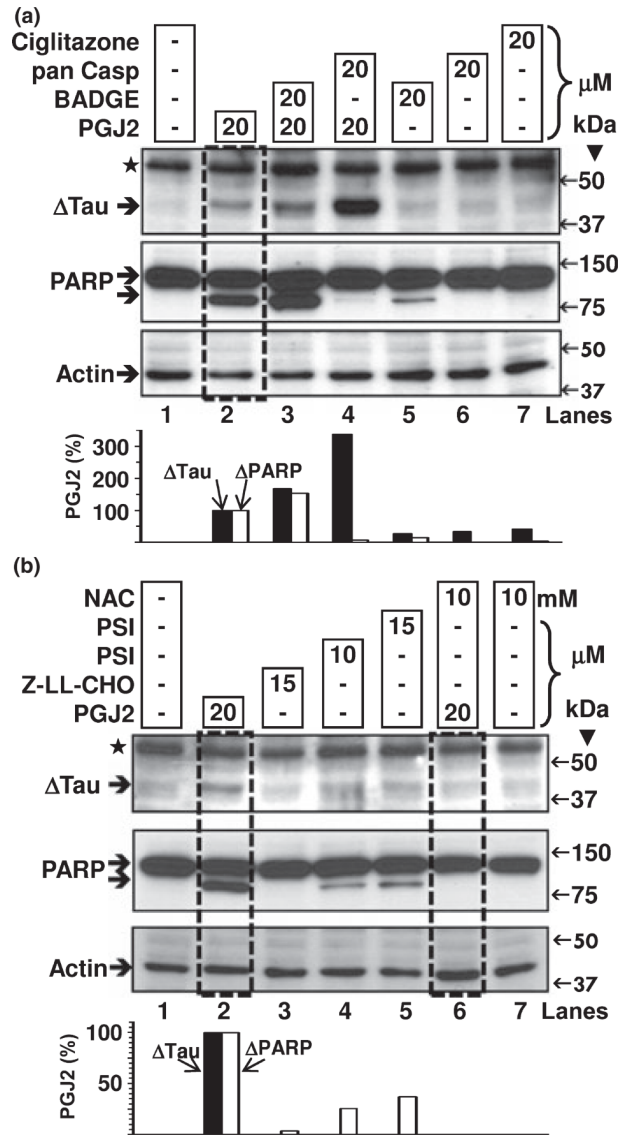 (a)
Ciglitazone - 20
pan Casp - 20 20 - μM
BADGE - 20 - 20 - -
PGJ2 - 20 20 20 - - - kDa
★ ←50
ΔTau→ ←37
←150
PARP→ ←75
←50
Actin→ ←37
1 2 3 4 5 6 7 Lanes
PGJ2 (%)
300
200
100
ΔTau ΔPARP
(b)
NAC - 10 10 mM
PSI - 15 - -
PSI - 10 - - - μM
Z-LL-CHO - 15 - - - -
PGJ2 - 20 - - - 20 - kDa
★ ←50
ΔTau→ ←37
←150
PARP→ ←75
←50
Actin→ ←37
1 2 3 4 5 6 7 Lanes
PGJ2 (%)
100
50
ΔTau ΔPARP